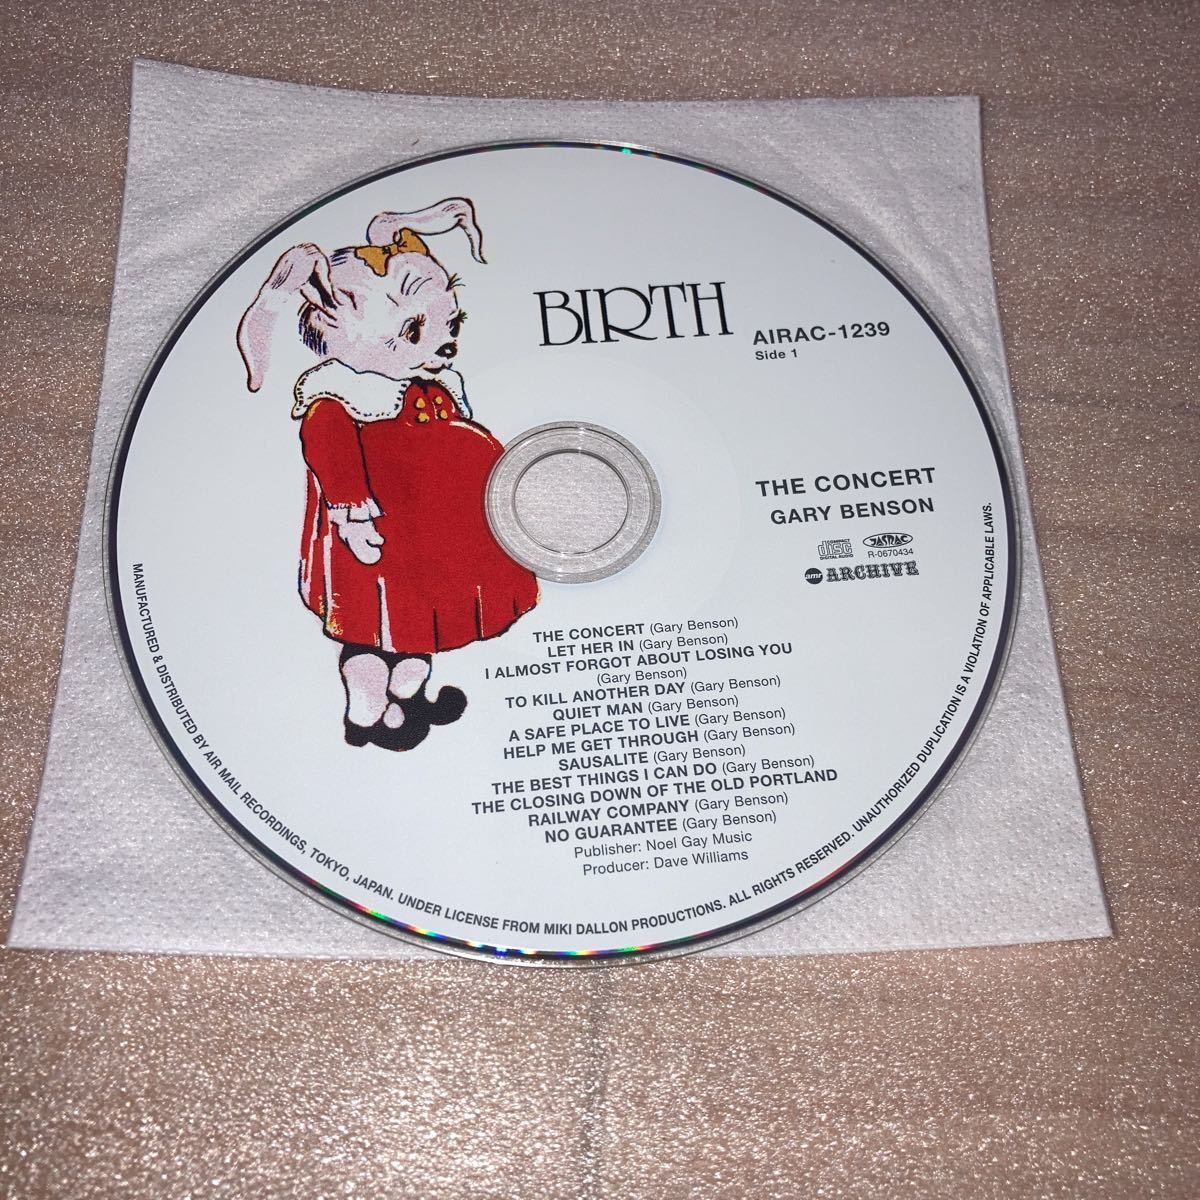 BIRTH
AIRAC-1239
Side 1
THE CONCERT
GARY BENSON
COMPACT
disc
DIGITAL AUDIO
JASRAC
R-0670434
amr ARCHIVE
THE CONCERT (Gary Benson)
LET HER IN (Gary Benson)
I ALMOST FORGOT ABOUT LOSING YOU
(Gary Benson)
TO KILL ANOTHER DAY (Gary Benson)
QUIET MAN (Gary Benson)
A SAFE PLACE TO LIVE (Gary Benson)
HELP ME GET THROUGH (Gary Benson)
SAUSALITE (Gary Benson)
THE BEST THINGS I CAN DO (Gary Benson)
THE CLOSING DOWN OF THE OLD PORTLAND
RAILWAY COMPANY (Gary Benson)
NO GUARANTEE (Gary Benson)
Publisher: Noel Gay Music
Producer: Dave Williams
MANUFACTURED & DISTRIBUTED BY AIR MAIL RECORDINGS, TOKYO, JAPAN. UNDER LICENSE FROM MIKI DALLON PRODUCTIONS. ALL RIGHTS RESERVED. UNAUTHORIZED DUPLICATION IS A VIOLATION OF APPLICABLE LAWS.